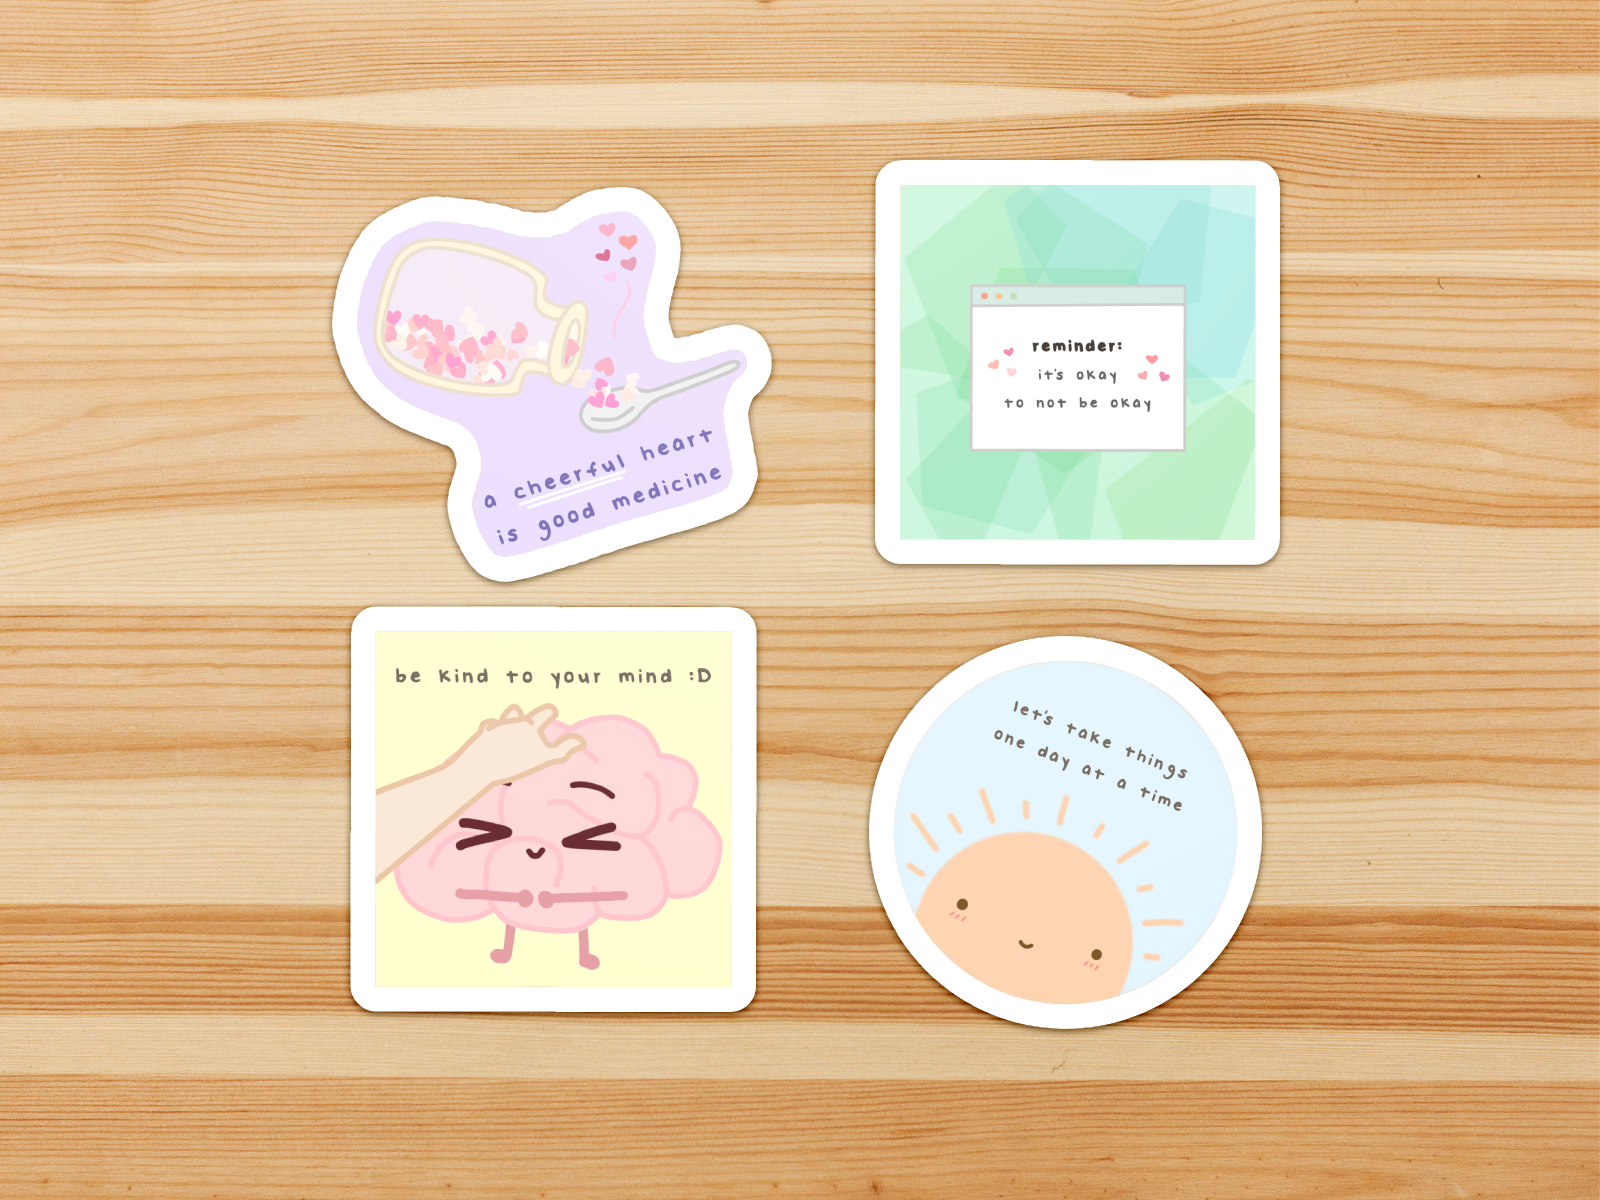 a cheerful heart
is good medicine
reminder:
it's okay
to not be okay
be kind to your mind :D
let's take things
one day at a time